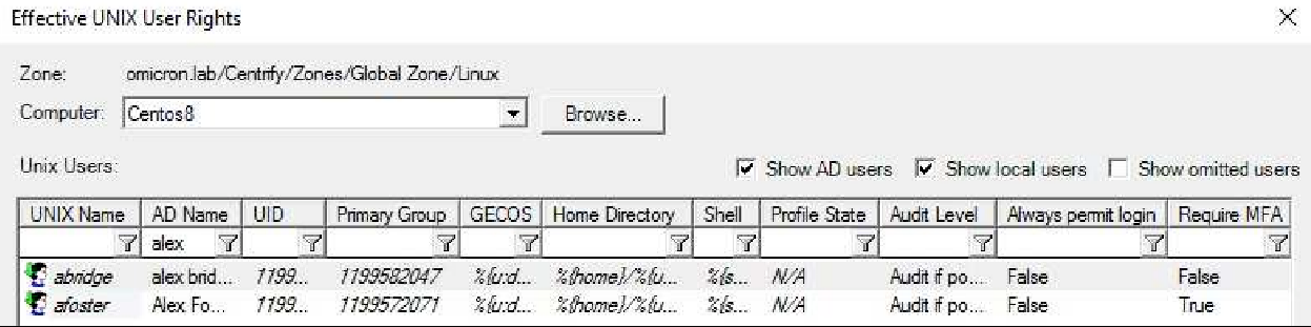 Effective UNIX User Rights
Zone: omicron.lab/Centrify/Zones/Global Zone/Linux
Computer: Centos8 Browse...
Unix Users: Show AD users Show local users Show omitted users
UNIX Name AD Name UID Primary Group GECOS Home Directory Shell Profile State Audit Level Always permit login Require MFA
alex
abridge alex brid... 1199... 1199582047 %{u:d... %{home}/%{u... %{s... N/A Audit if po... False False
afoster Alex Fo... 1199... 1199572071 %{u:d... %{home}/%{u... %{s... N/A Audit if po... False True